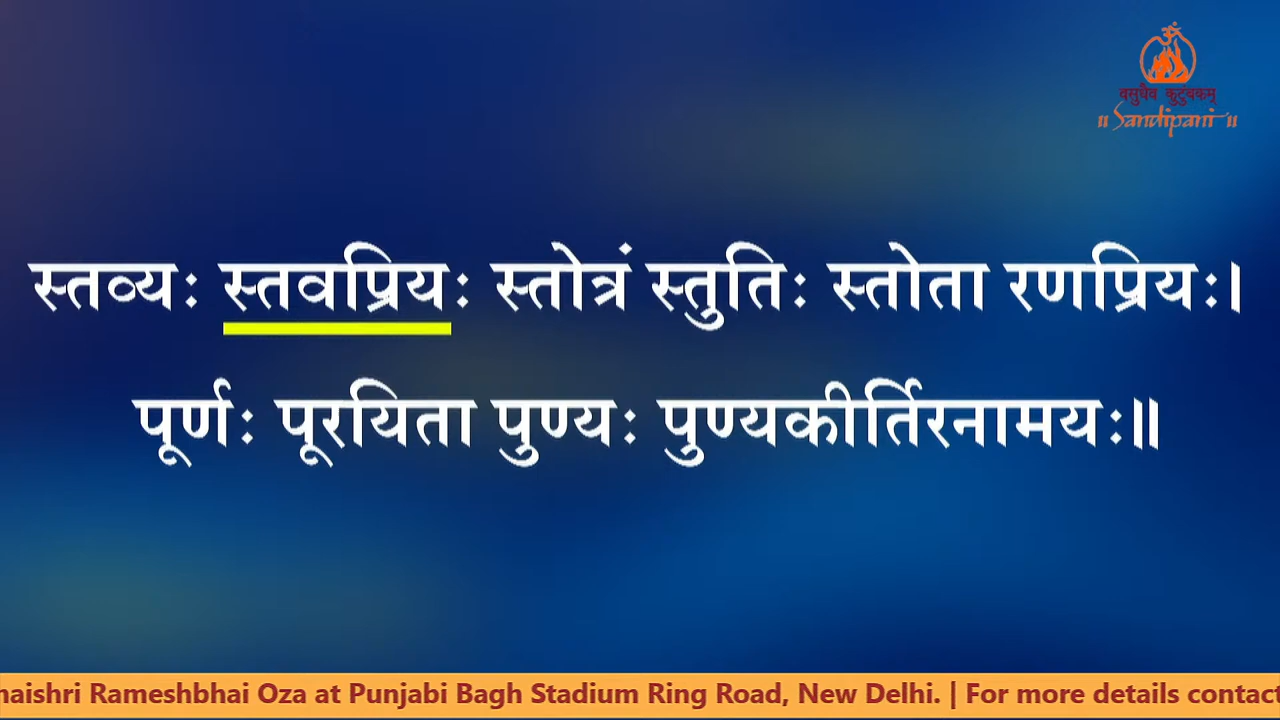 वसुधैव कुटुंबकम्
॥ Sandipani ॥
स्तव्यः स्तवप्रियः स्तोत्रं स्तुतिः स्तोता रणप्रियः।
पूर्णः पूरयिता पुण्यः पुण्यकीर्तिरनामयः॥
haishri Rameshbhai Oza at Punjabi Bagh Stadium Ring Road, New Delhi. | For more details contact